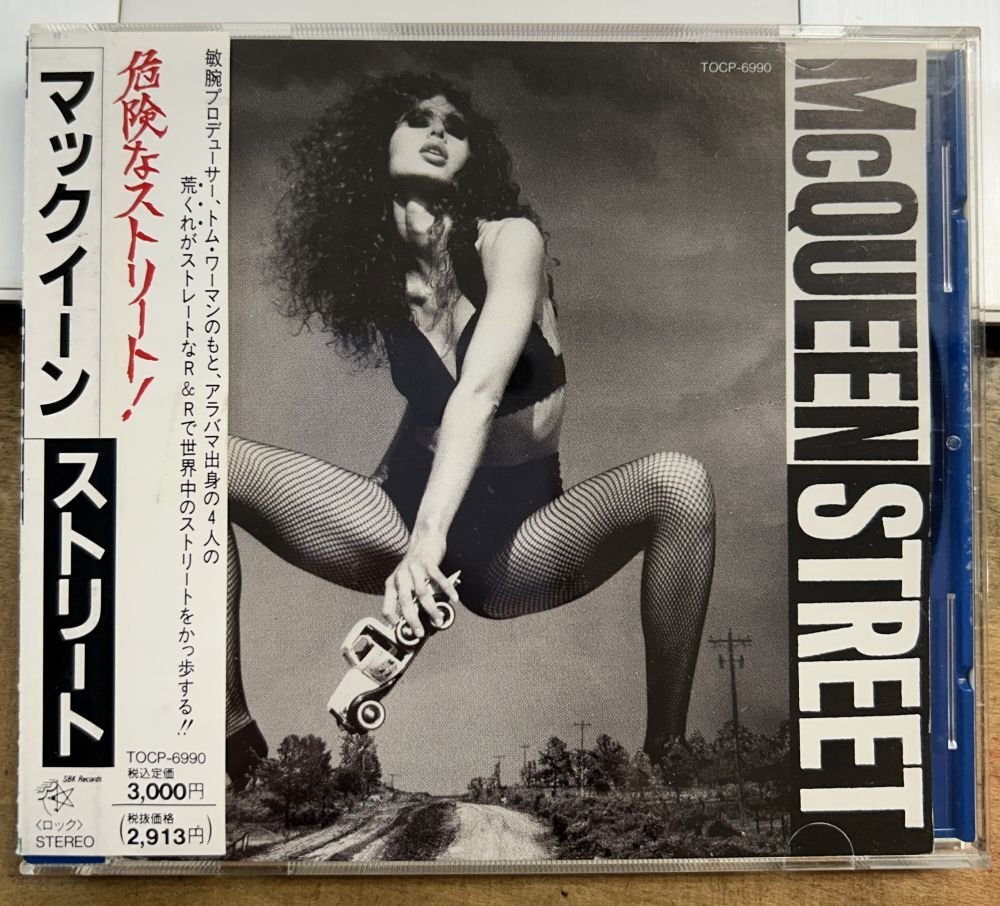 マックイーン
ストリート
危険なストリート!
敏腕プロデューサー、トム・ワーマンのもと、アラバマ出身の4人の
荒くれがストレートなR&Rで世界中のストリートをかっ歩する!!
TOCP-6990
税込定価
3,000円
(税抜価格
2,913円)
SBK Records
〈ロック〉
STEREO
TOCP-6990
McQUEEN
STREET